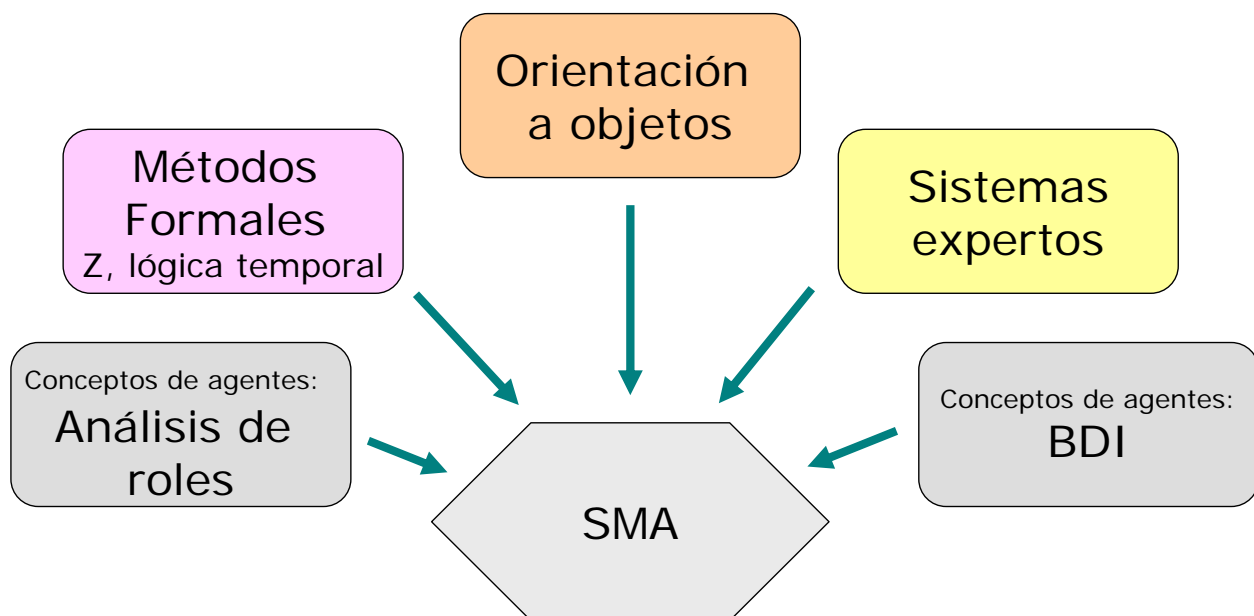 Orientación
a objetos
Métodos
Formales
Z, lógica temporal
Sistemas
expertos
Conceptos de agentes:
Análisis de
roles
Conceptos de agentes:
BDI
SMA